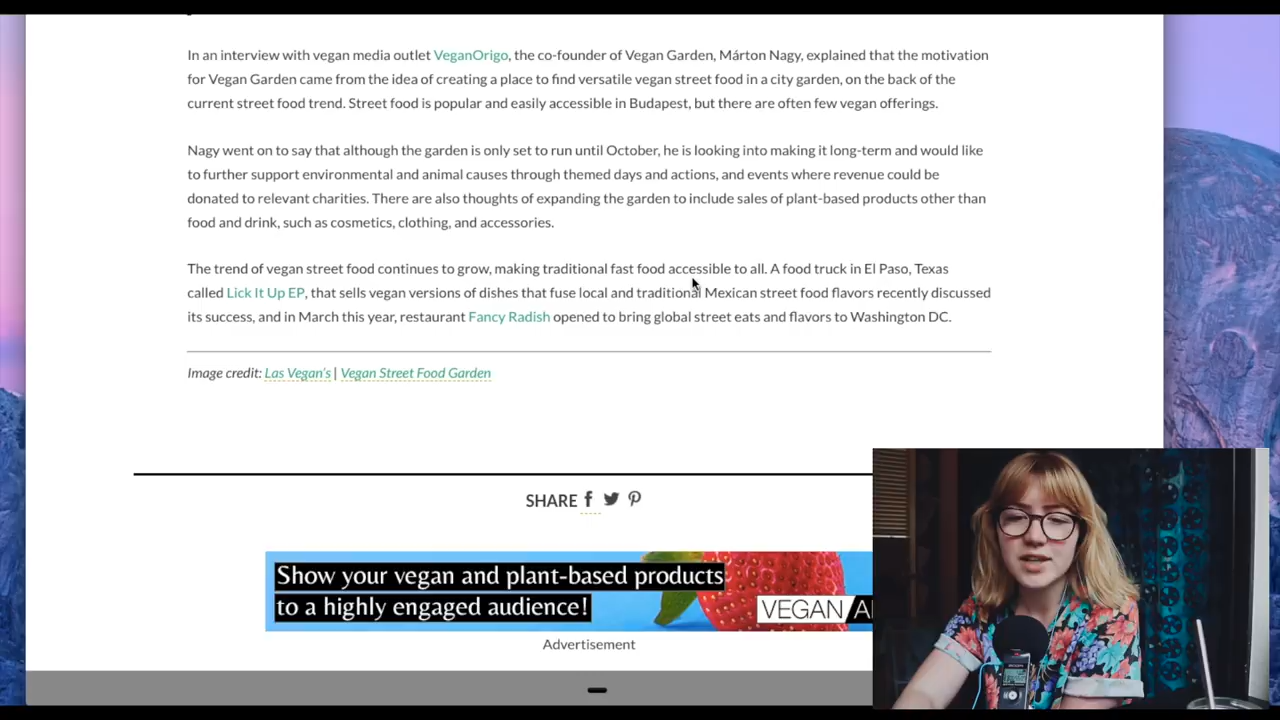 In an interview with vegan media outlet VeganOrigo, the co-founder of Vegan Garden, Márton Nagy, explained that the motivation
for Vegan Garden came from the idea of creating a place to find versatile vegan street food in a city garden, on the back of the
current street food trend. Street food is popular and easily accessible in Budapest, but there are often few vegan offerings.
Nagy went on to say that although the garden is only set to run until October, he is looking into making it long-term and would like
to further support environmental and animal causes through themed days and actions, and events where revenue could be
donated to relevant charities. There are also thoughts of expanding the garden to include sales of plant-based products other than
food and drink, such as cosmetics, clothing, and accessories.
The trend of vegan street food continues to grow, making traditional fast food accessible to all. A food truck in El Paso, Texas
called Lick It Up EP, that sells vegan versions of dishes that fuse local and traditional Mexican street food flavors recently discussed
its success, and in March this year, restaurant Fancy Radish opened to bring global street eats and flavors to Washington DC.
Image credit: Las Vegan's | Vegan Street Food Garden
SHARE
Show your vegan and plant-based products
to a highly engaged audience!
VEGAN
Advertisement